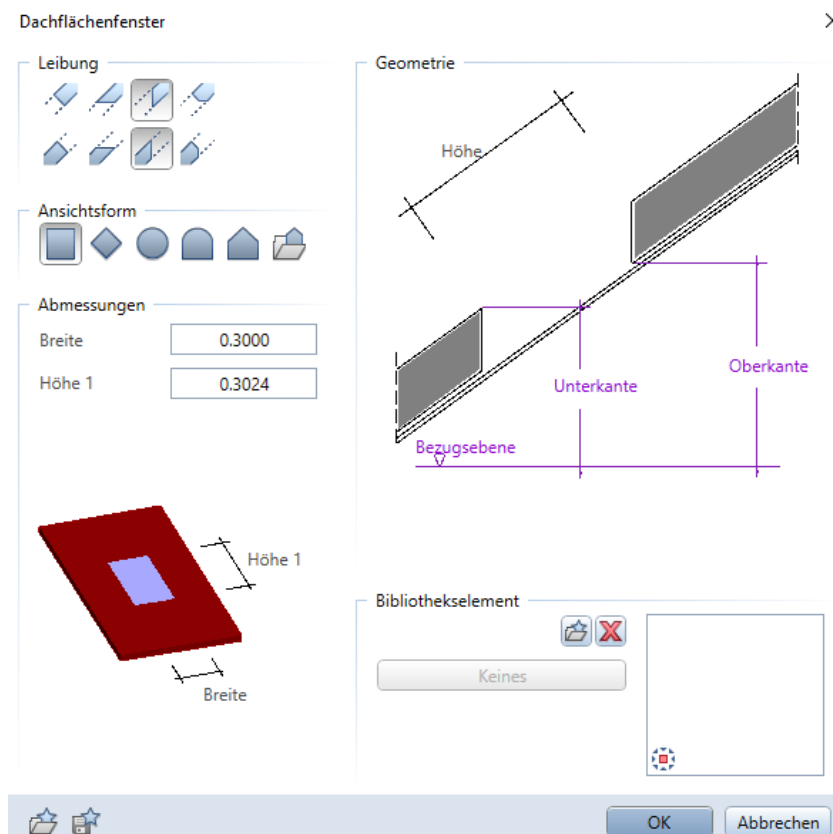 Dachflächenfenster
Leibung
Ansichtsform
Abmessungen
Breite
0.3000
Höhe 1
0.3024
Höhe 1
Breite
Geometrie
Höhe
Unterkante
Oberkante
Bezugsebene
Bibliothekselement
Keines
OK
Abbrechen